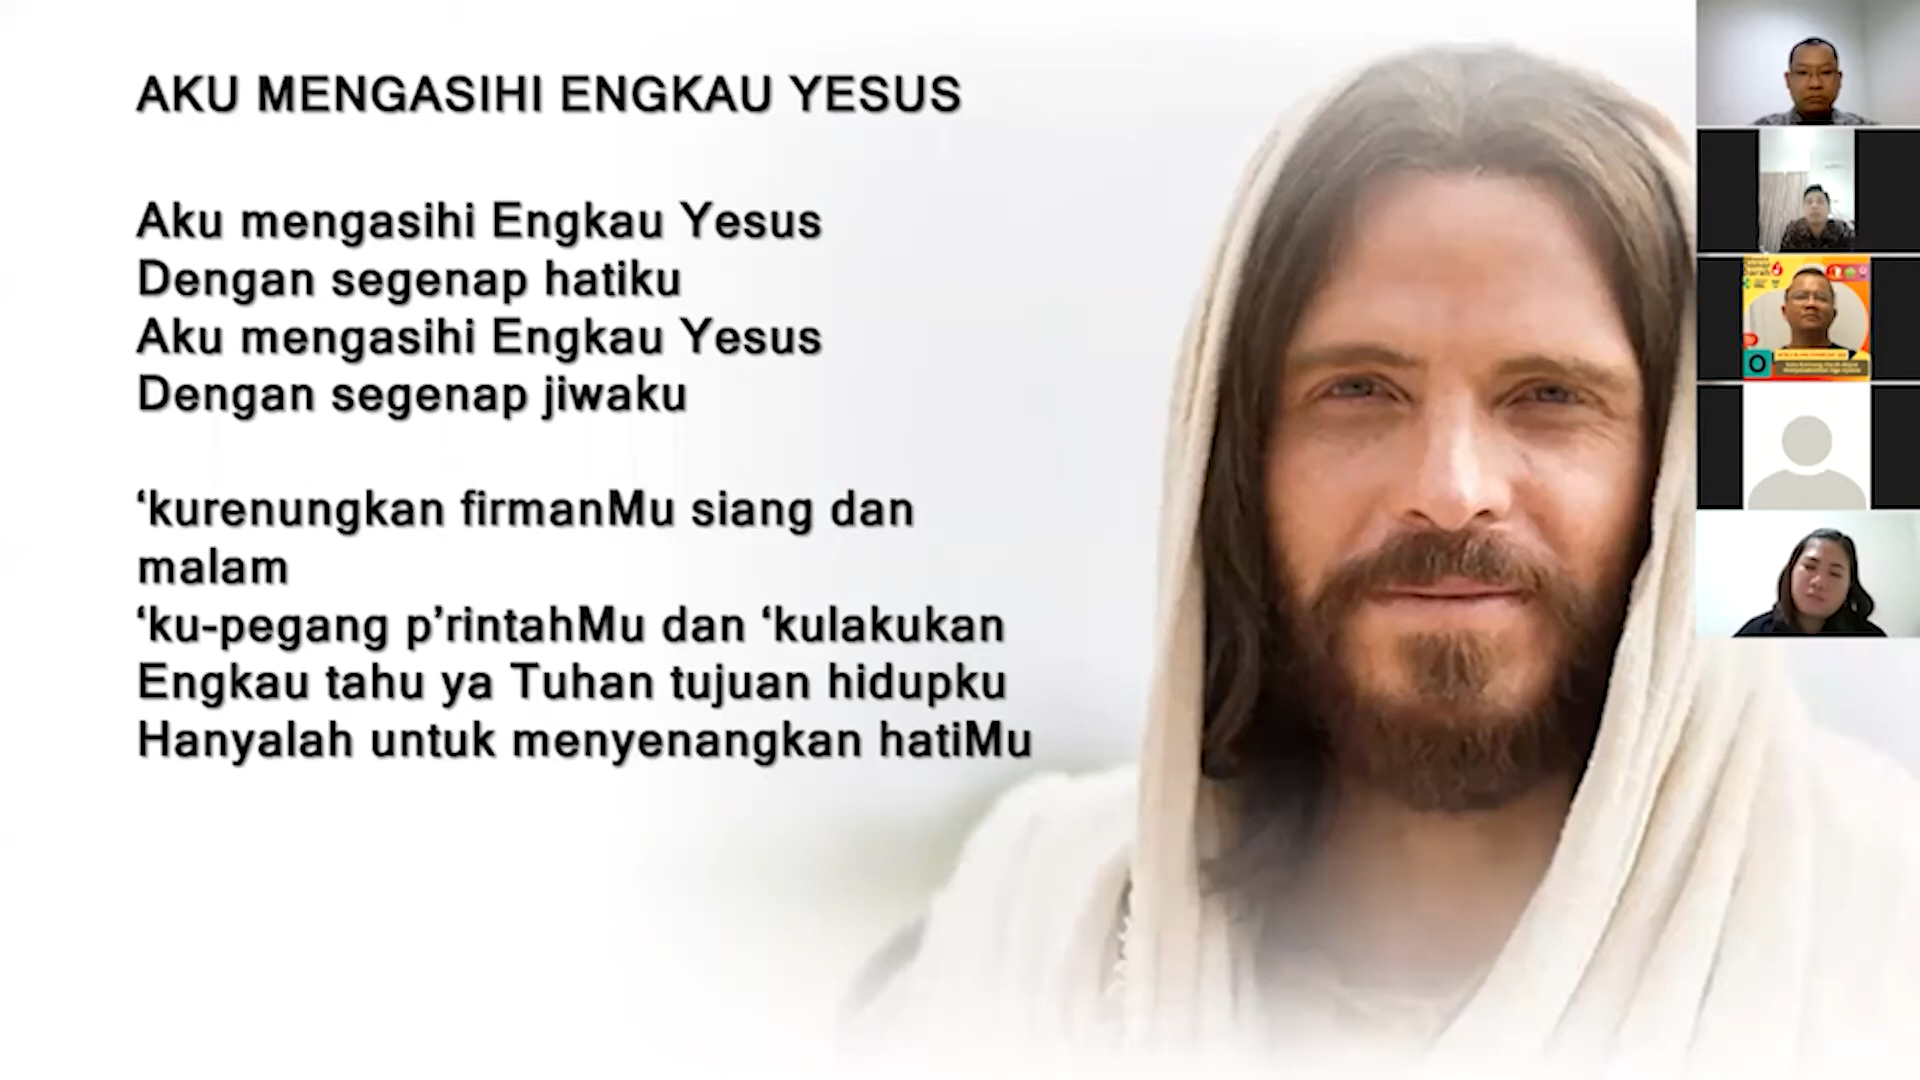 AKU MENGASIHI ENGKAU YESUS
Aku mengasihi Engkau Yesus
Dengan segenap hatiku
Aku mengasihi Engkau Yesus
Dengan segenap jiwaku
‘kurenungkan firmanMu siang dan
malam
‘ku-pegang p’rintahMu dan ‘kulakukan
Engkau tahu ya Tuhan tujuan hidupku
Hanyalah untuk menyenangkan hatiMu
Donor
Darah
O